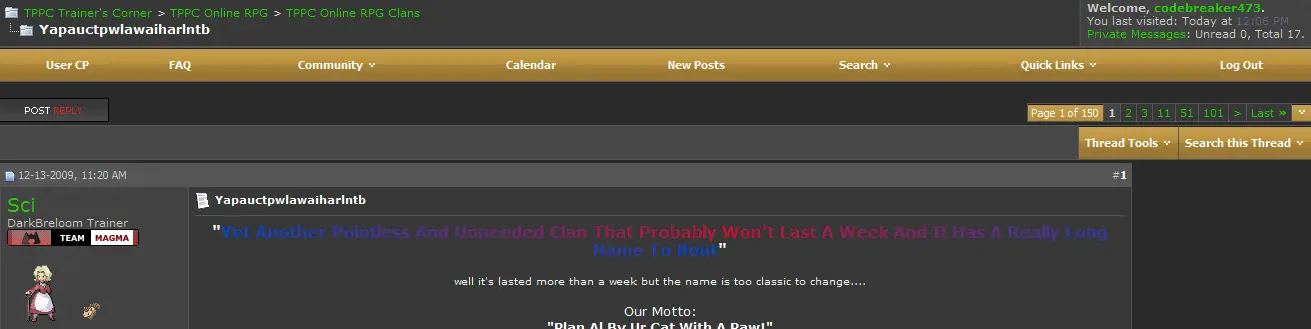 TPPC Trainer's Corner > TPPC Online RPG > TPPC Online RPG Clans
Yapauctpwlawaiharlntb
Welcome, codebreaker473.
You last visited: Today at 12:06 PM
Private Messages: Unread 0, Total 17.
User CP FAQ Community Calendar New Posts Search Quick Links Log Out
POST REPLY
Page 1 of 150 1 2 3 11 51 101 > Last »
Thread Tools Search this Thread
12-13-2009, 11:20 AM #1
Sci
DarkBreloom Trainer
TEAM MAGMA
Yapauctpwlawaiharlntb
"Yet Another Pointless And Unneeded Clan That Probably Won't Last A Week And It Has A Really Long
Name To Boot"
well it's lasted more than a week but the name is too classic to change....
Our Motto:
"Plan Al By Ur Cat With A Paw!"